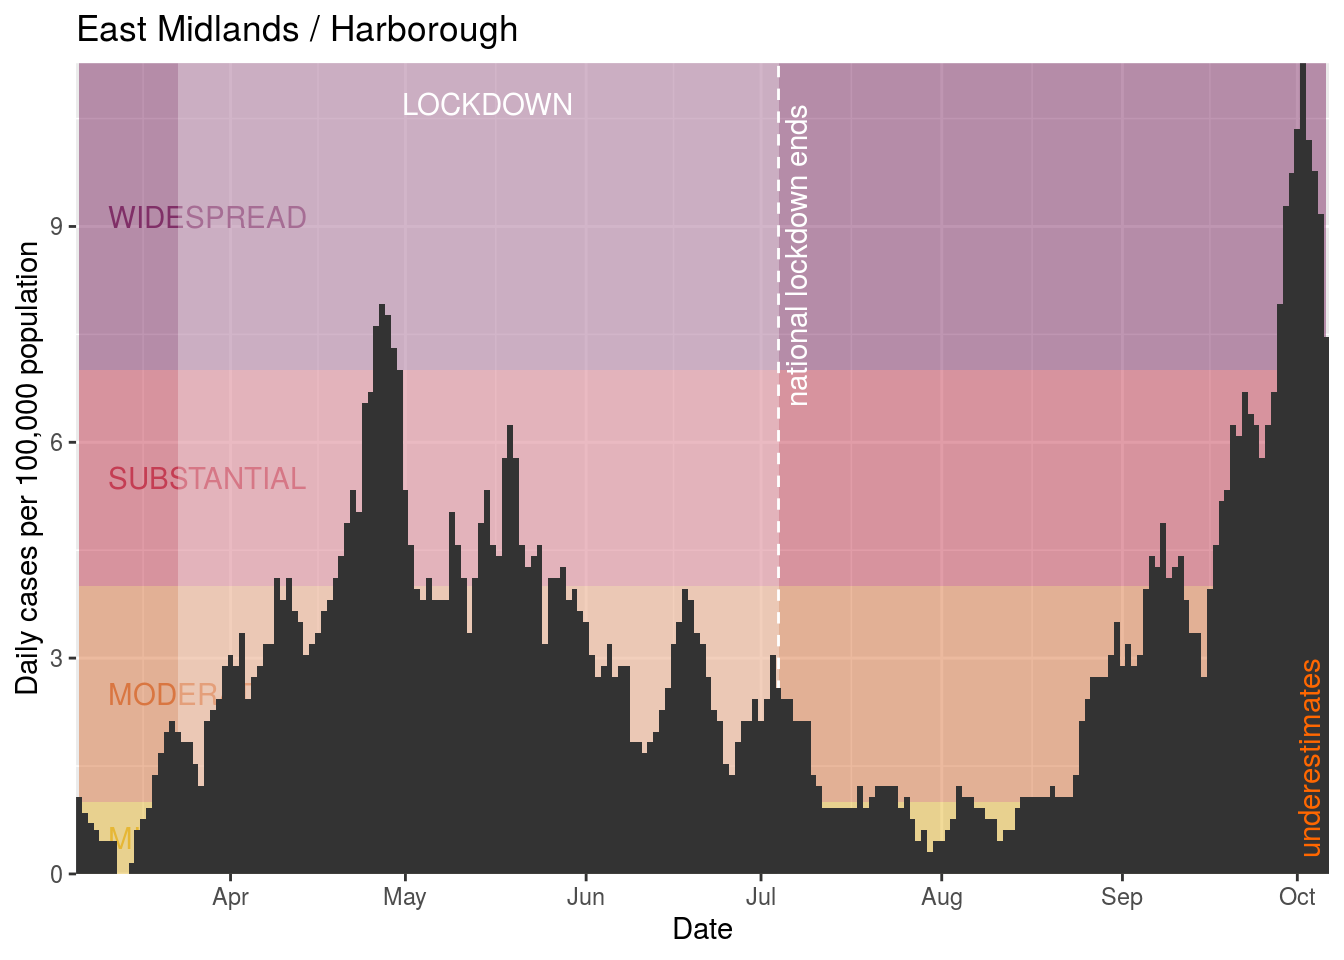 East Midlands / Harborough
LOCKDOWN
national lockdown ends
WIDESPREAD
SUBSTANTIAL
underestimates
Daily cases per 100,000 population
9
6
3
0
Apr
May
Jun
Jul
Aug
Sep
Oct
Date